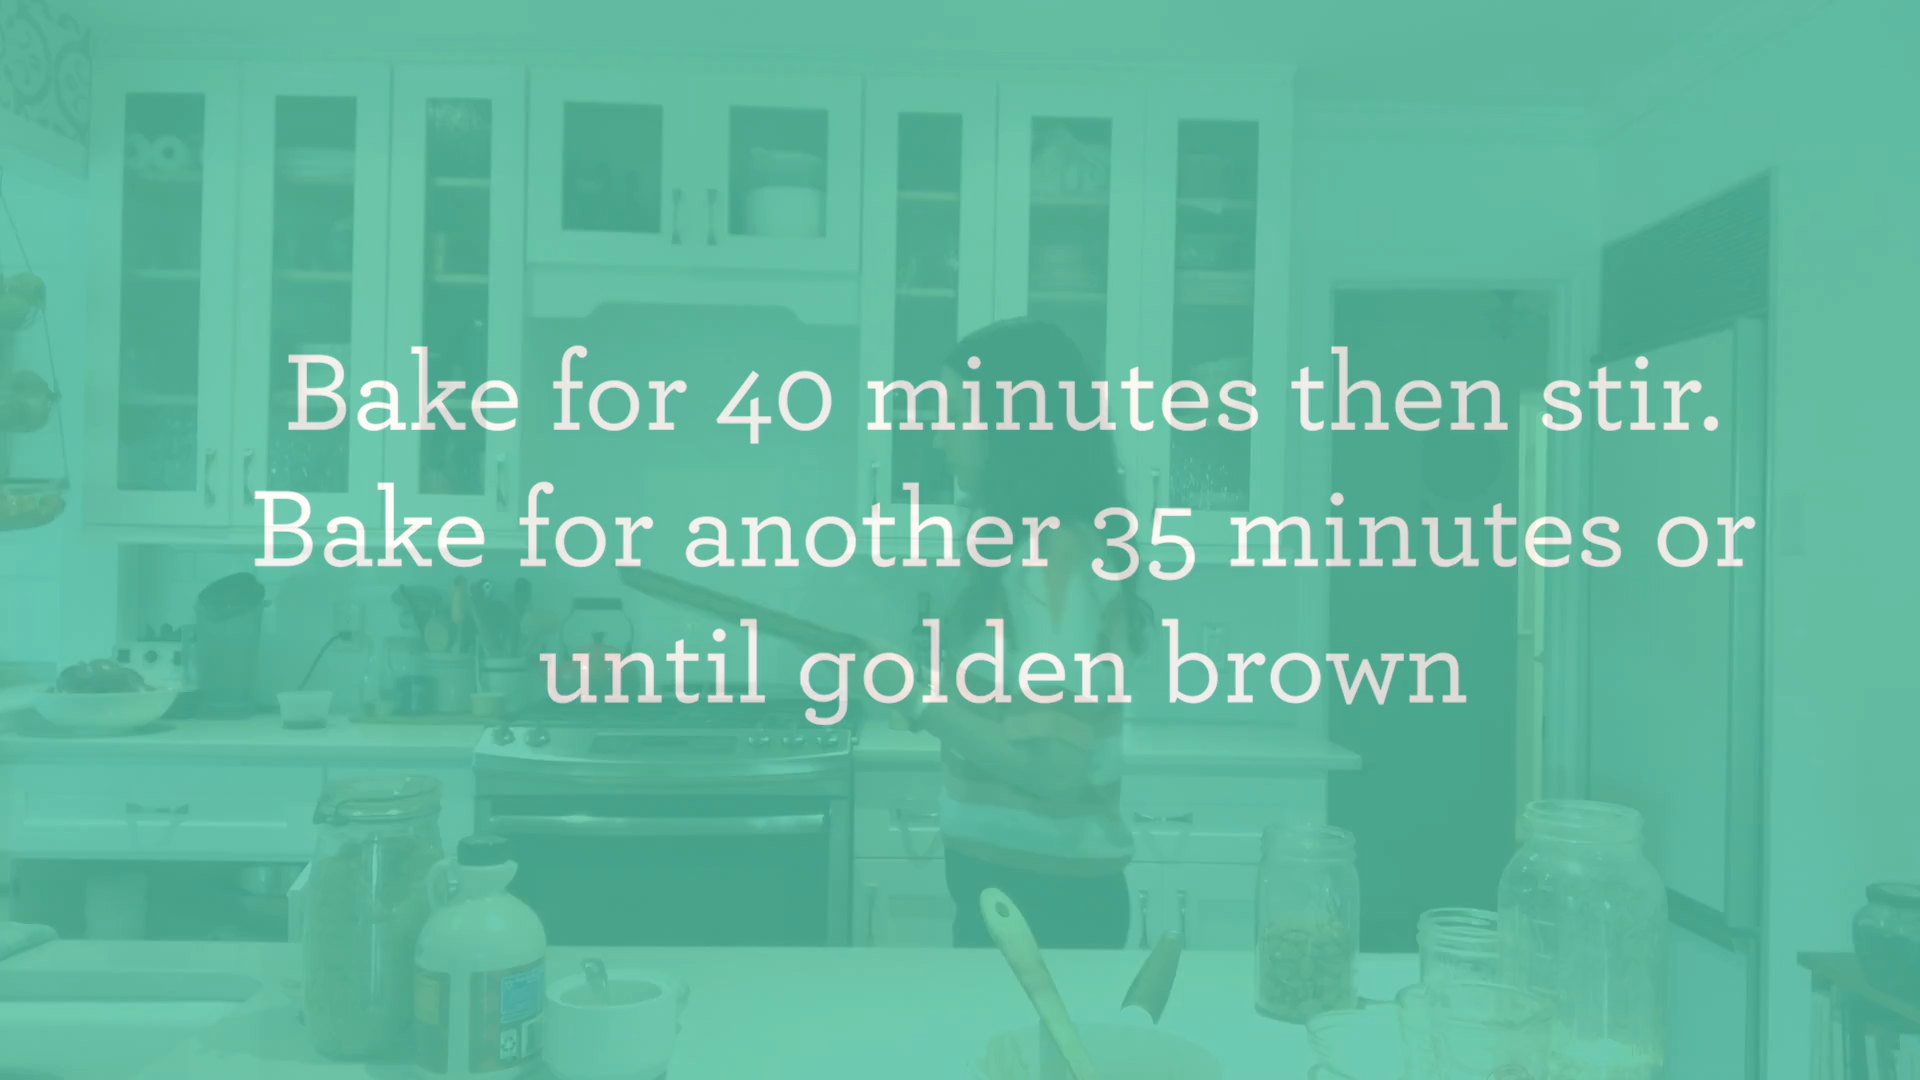 Bake for 40 minutes then stir.
Bake for another 35 minutes or
until golden brown